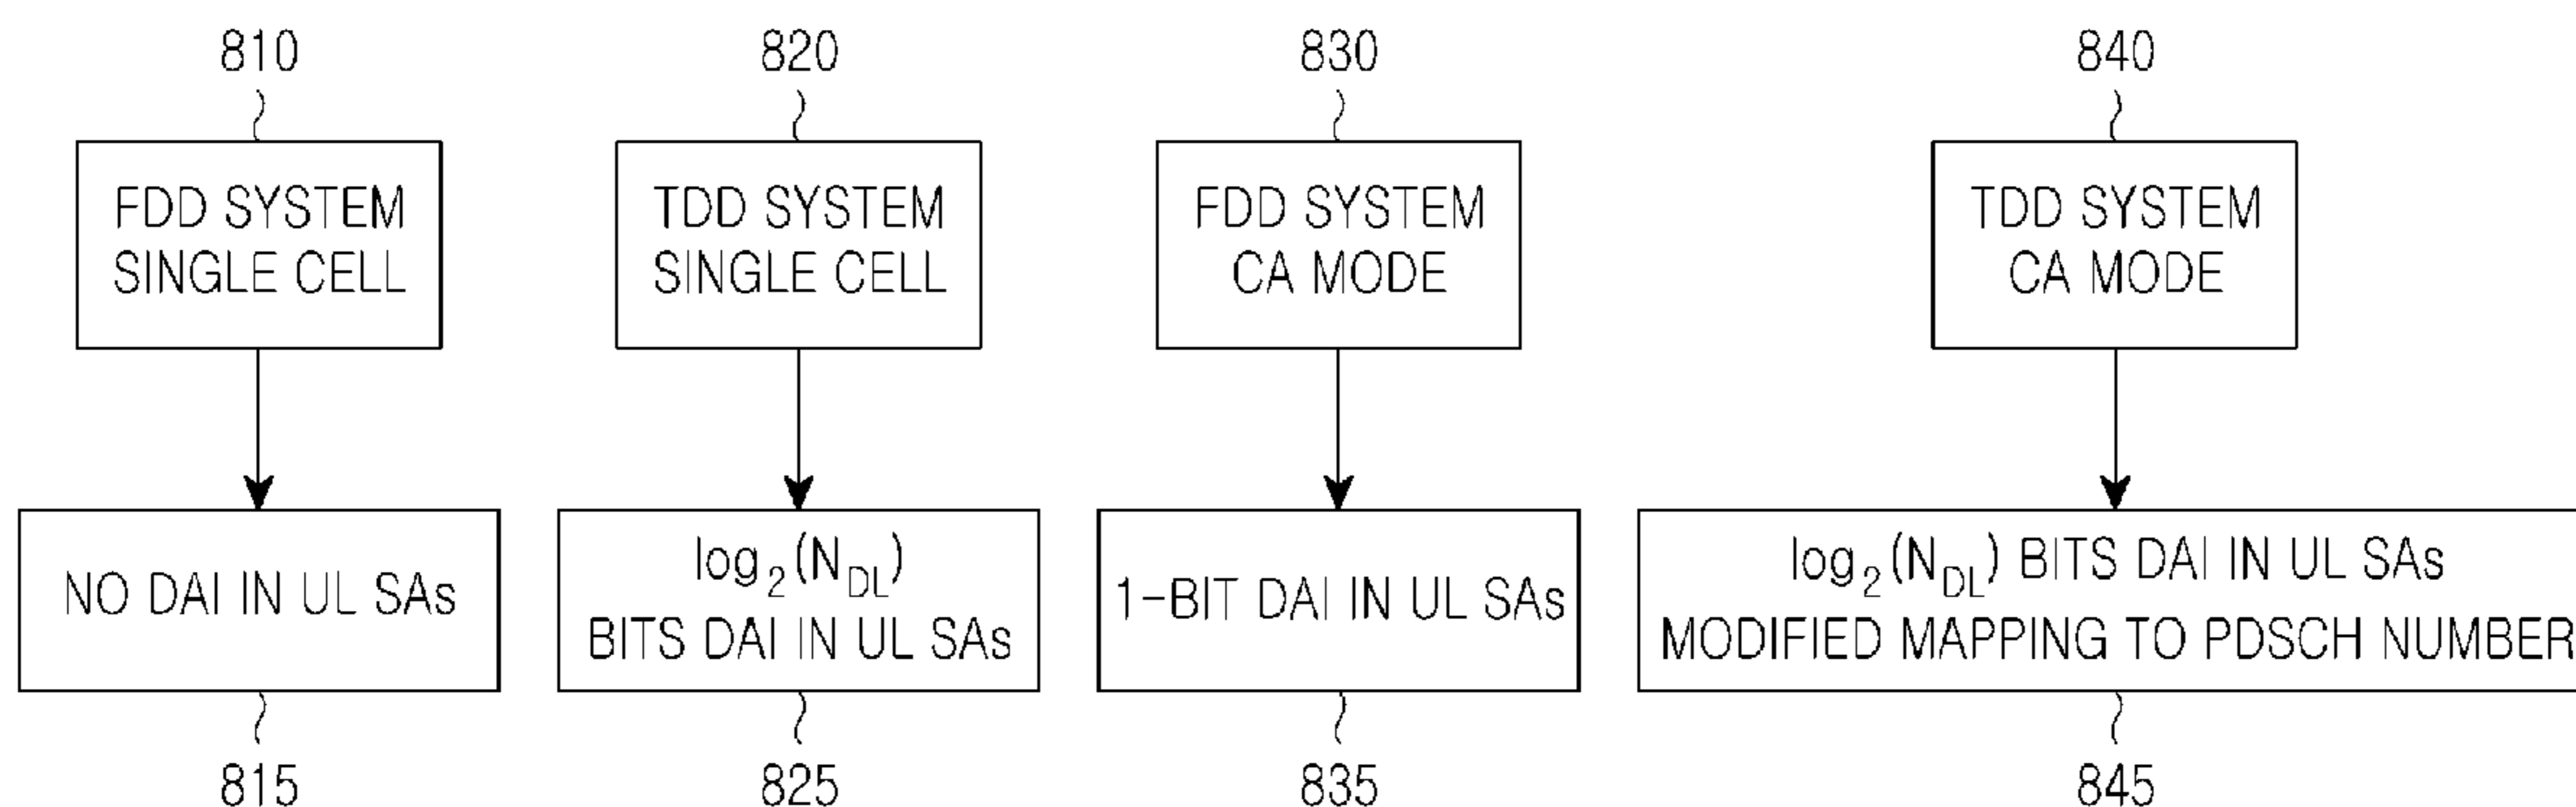 810
820
830
840
FDD SYSTEM
SINGLE CELL
TDD SYSTEM
SINGLE CELL
FDD SYSTEM
CA MODE
TDD SYSTEM
CA MODE
NO DAI IN UL SAs
log₂(N_DL)
BITS DAI IN UL SAs
1-BIT DAI IN UL SAs
log₂(N_DL) BITS DAI IN UL SAs
MODIFIED MAPPING TO PDSCH NUMBER
815
825
835
845